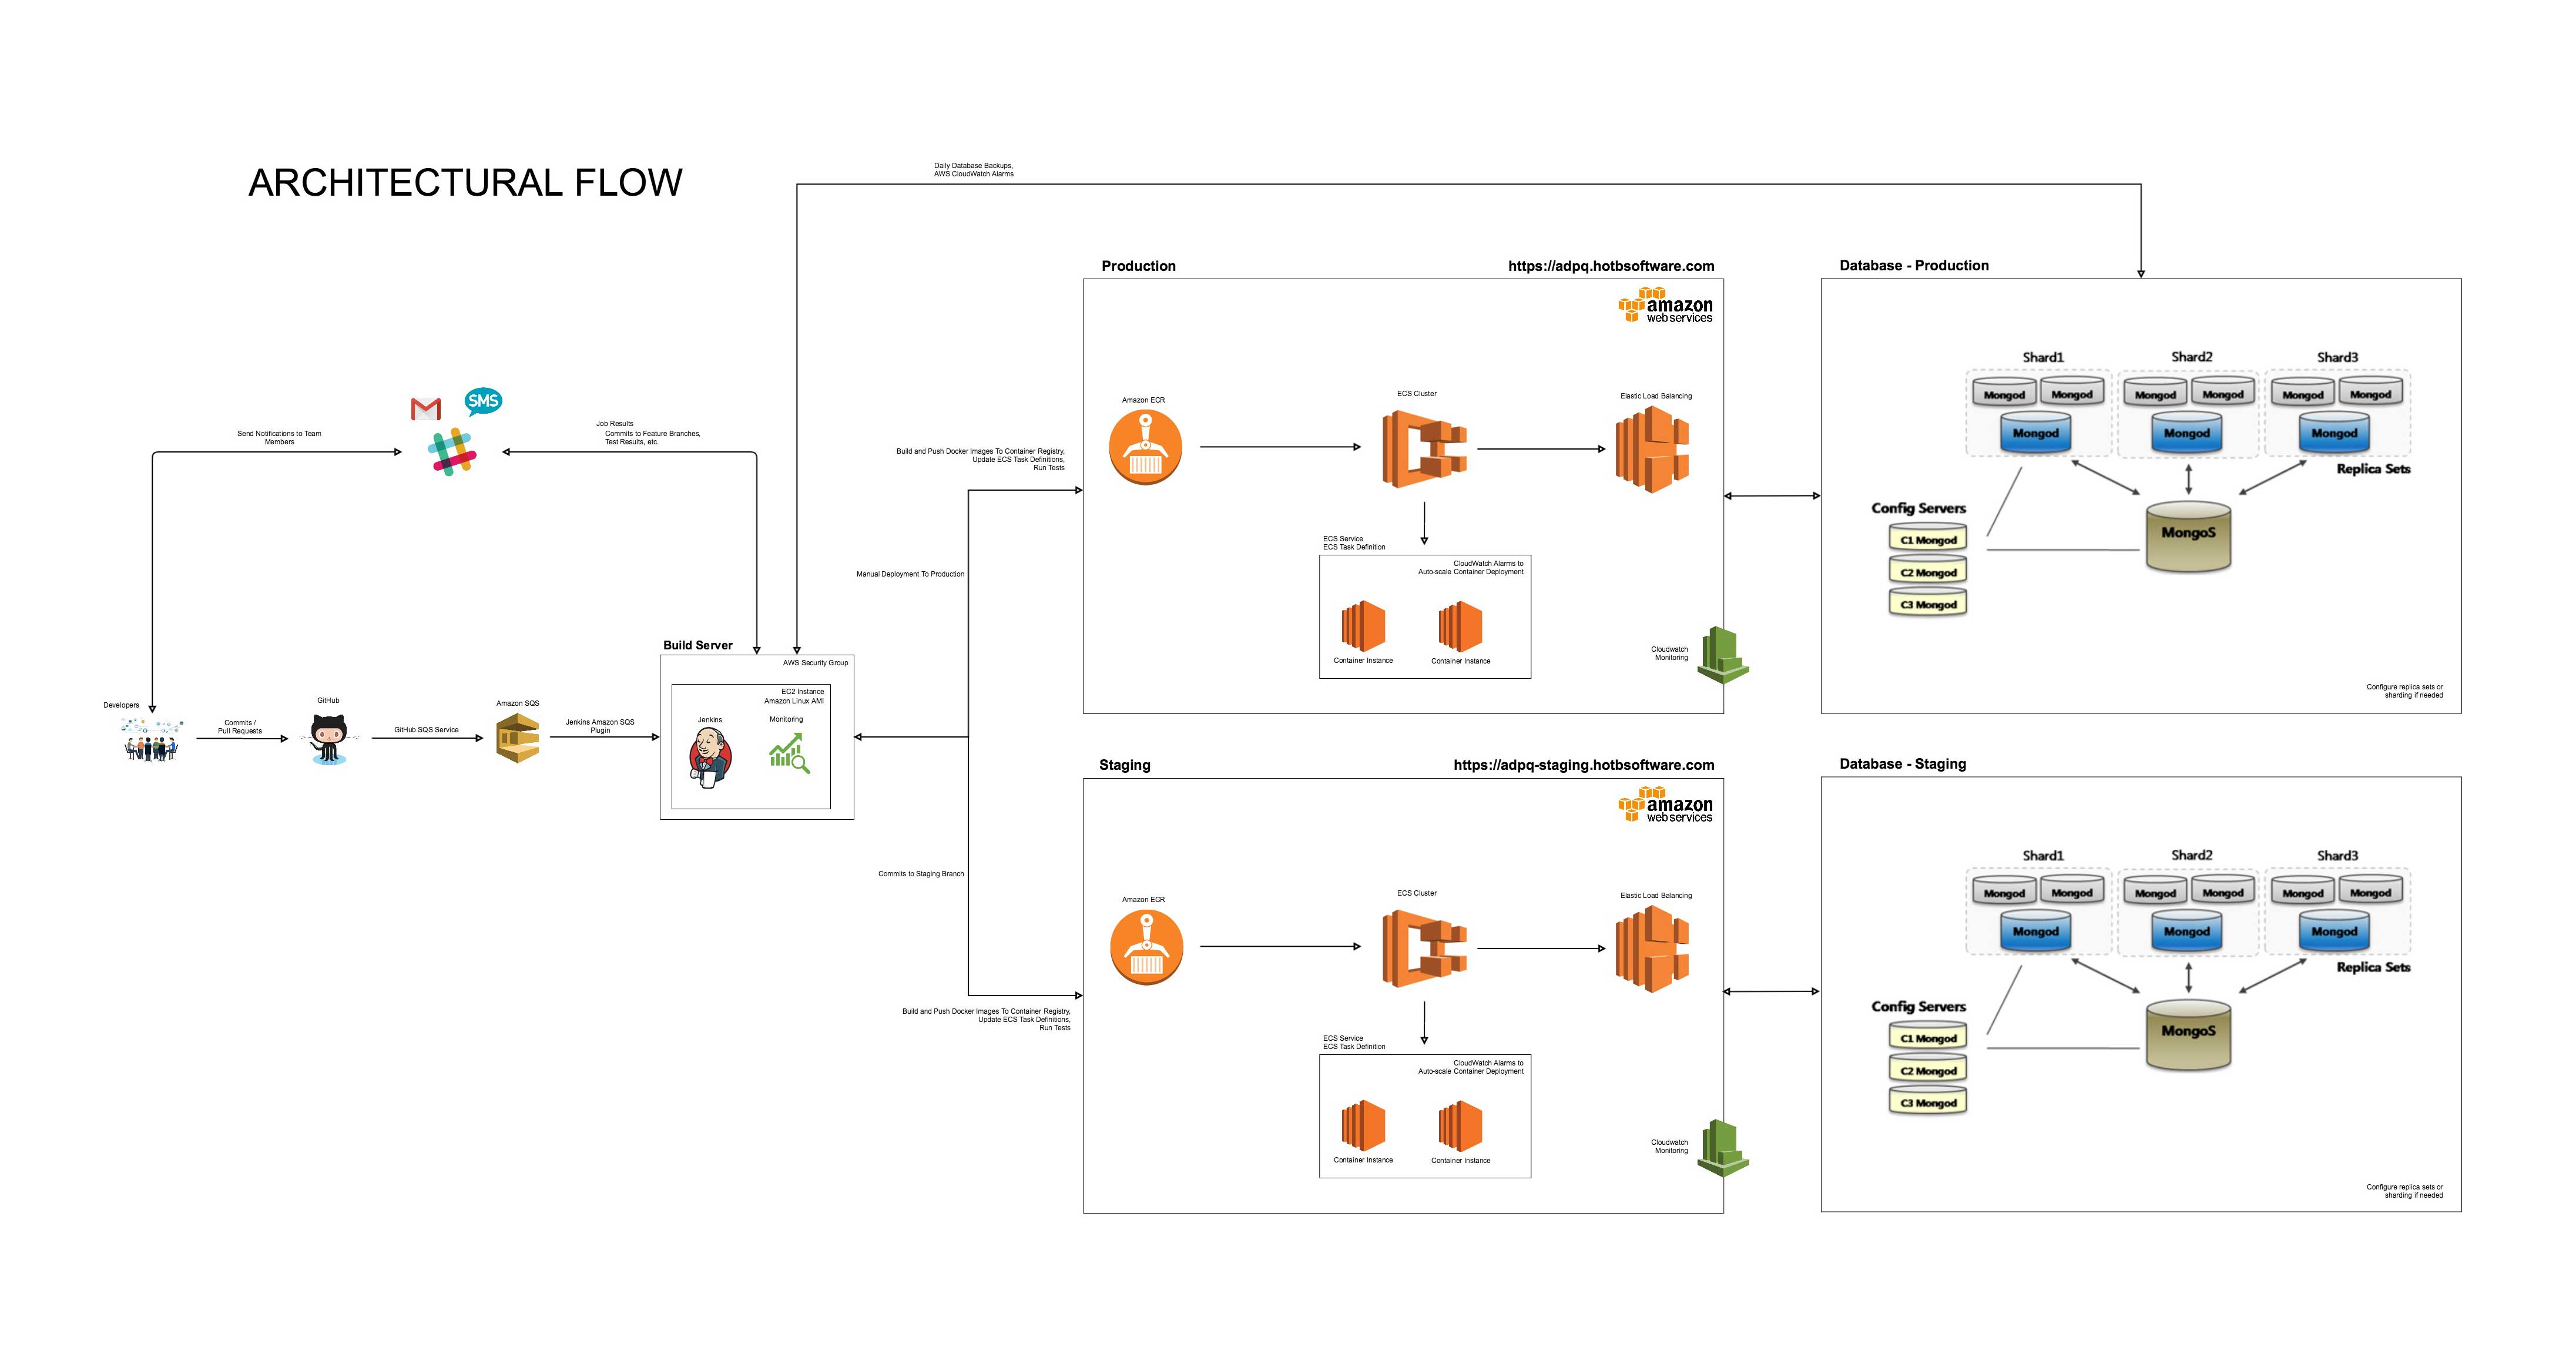 ARCHITECTURAL FLOW
Daily Database Backups,
AWS CloudWatch Alarms
SMS
Send Notifications to Team
Members
Job Results
Commits to Feature Branches,
Test Results, etc.
Developers
Commits /
Pull Requests
GitHub
GitHub SQS Service
Amazon SQS
Jenkins Amazon SQS
Plugin
Build Server
AWS Security Group
EC2 Instance
Amazon Linux AMI
Jenkins
Monitoring
Manual Deployment To Production
Build and Push Docker Images To Container Registry,
Update ECS Task Definitions,
Run Tests
Commits to Staging Branch
Build and Push Docker Images To Container Registry,
Update ECS Task Definitions,
Run Tests
Production
https://adpq.hotbsoftware.com
amazon
web services
Amazon ECR
ECS Cluster
Elastic Load Balancing
ECS Service
ECS Task Definition
CloudWatch Alarms to
Auto-scale Container Deployment
Container Instance
Container Instance
Cloudwatch
Monitoring
Database - Production
Shard1
Shard2
Shard3
Mongod
Mongod
Mongod
Mongod
Mongod
Mongod
Mongod
Mongod
Mongod
Replica Sets
Config Servers
C1 Mongod
C2 Mongod
C3 Mongod
MongoS
Configure replica sets or
sharding if needed
Staging
https://adpq-staging.hotbsoftware.com
amazon
web services
Amazon ECR
ECS Cluster
Elastic Load Balancing
ECS Service
ECS Task Definition
CloudWatch Alarms to
Auto-scale Container Deployment
Container Instance
Container Instance
Cloudwatch
Monitoring
Database - Staging
Shard1
Shard2
Shard3
Mongod
Mongod
Mongod
Mongod
Mongod
Mongod
Mongod
Mongod
Mongod
Replica Sets
Config Servers
C1 Mongod
C2 Mongod
C3 Mongod
MongoS
Configure replica sets or
sharding if needed